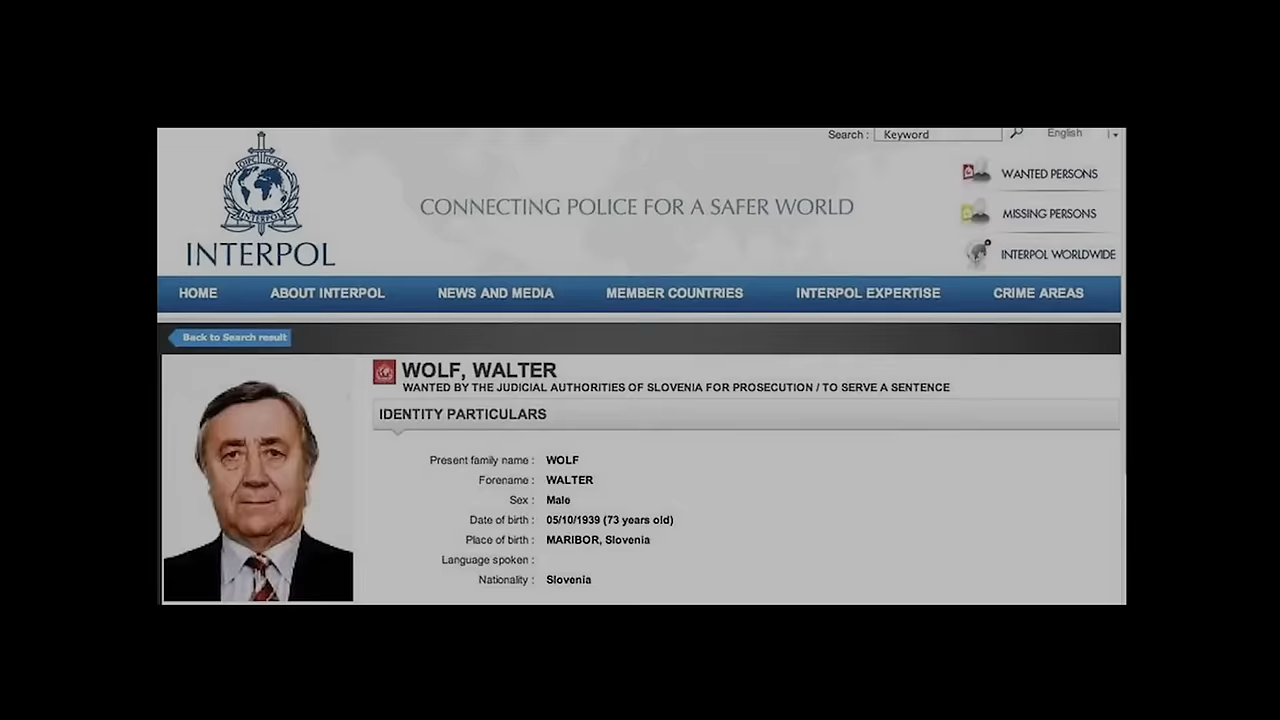 Search : Keyword English
WANTED PERSONS
CONNECTING POLICE FOR A SAFER WORLD
MISSING PERSONS
INTERPOL
INTERPOL
INTERPOL WORLDWIDE
HOME ABOUT INTERPOL NEWS AND MEDIA MEMBER COUNTRIES INTERPOL EXPERTISE CRIME AREAS
Back to Search result
WOLF, WALTER
WANTED BY THE JUDICIAL AUTHORITIES OF SLOVENIA FOR PROSECUTION / TO SERVE A SENTENCE
IDENTITY PARTICULARS
Present family name : WOLF
Forename : WALTER
Sex : Male
Date of birth : 05/10/1939 (73 years old)
Place of birth : MARIBOR, Slovenia
Language spoken :
Nationality : Slovenia